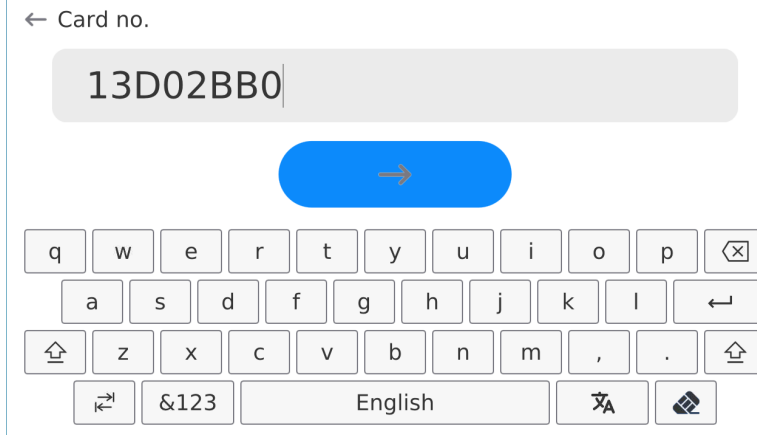 Card no.
13D02BB0
q w e r t y u i o p
a s d f g h j k l
z x c v b n m , .
&123 English